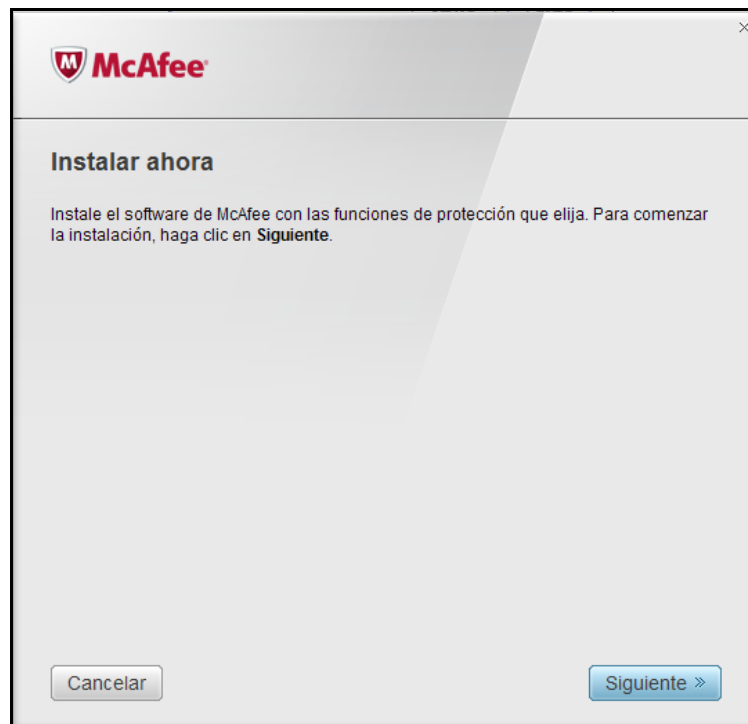 McAfee
Instalar ahora
Instale el software de McAfee con las funciones de protección que elija. Para comenzar
la instalación, haga clic en Siguiente.
Cancelar
Siguiente »